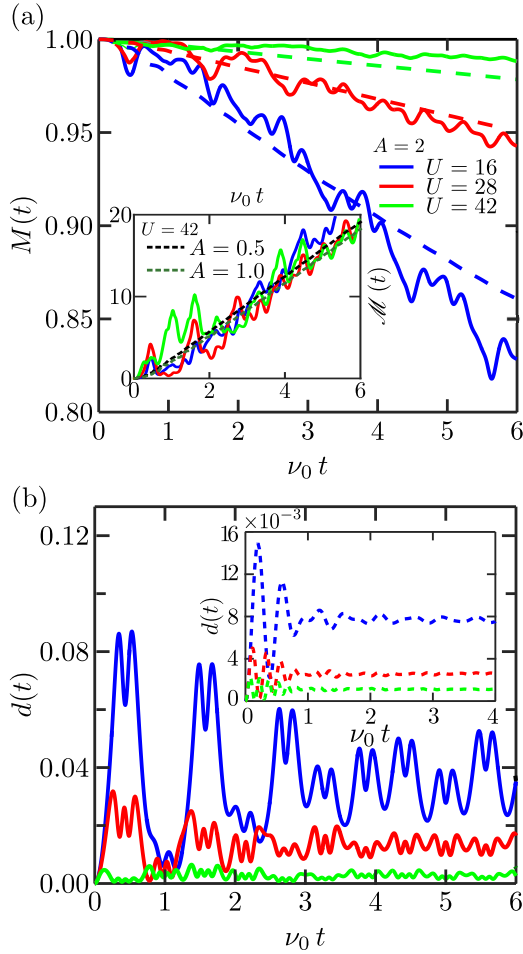 (a)
1.00
0.95
0.90
0.85
0.80
M(t)
A = 2
U = 16
U = 28
U = 42
ν₀ t
20
10
0
U = 42
A = 0.5
A = 1.0
ℳ(t)
0 2 4 6
0 1 2 3 4 5 6
ν₀ t
(b)
0.12
0.08
0.04
0.00
d(t)
×10⁻³
16
12
8
4
0
d(t)
0 1 2 3 4
ν₀ t
0 1 2 3 4 5 6
ν₀ t